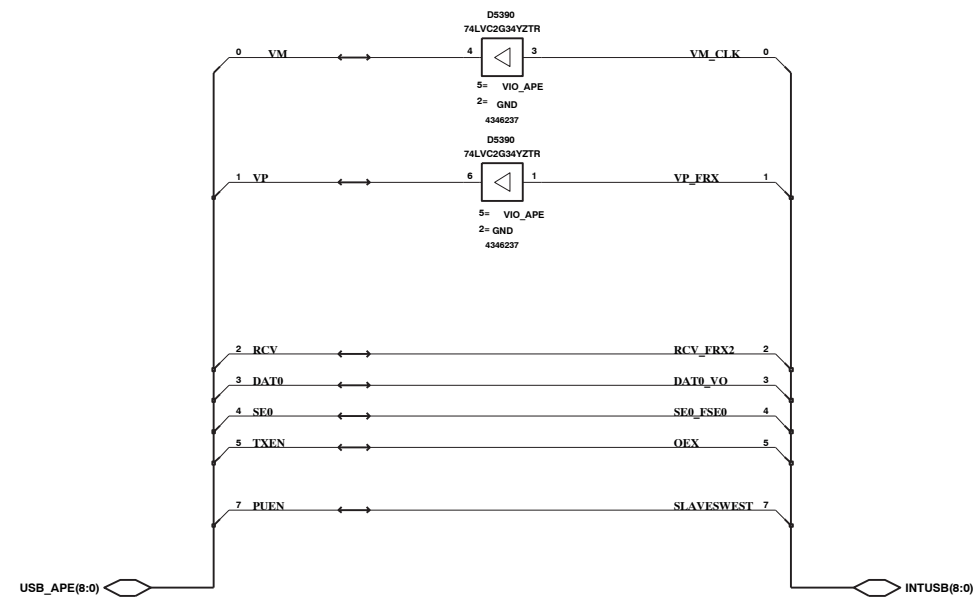 D5390
74LVC2G34YZTR
0 VM 4 3 VM_CLK 0
5= VIO_APE
2= GND
4346237
D5390
74LVC2G34YZTR
1 VP 6 1 VP_FRX 1
5= VIO_APE
2= GND
4346237
2 RCV RCV_FRX2 2
3 DAT0 DAT0_VO 3
4 SE0 SE0_FSE0 4
5 TXEN OEX 5
7 PUEN SLAVESWEST 7
USB_APE(8:0) INTUSB(8:0)